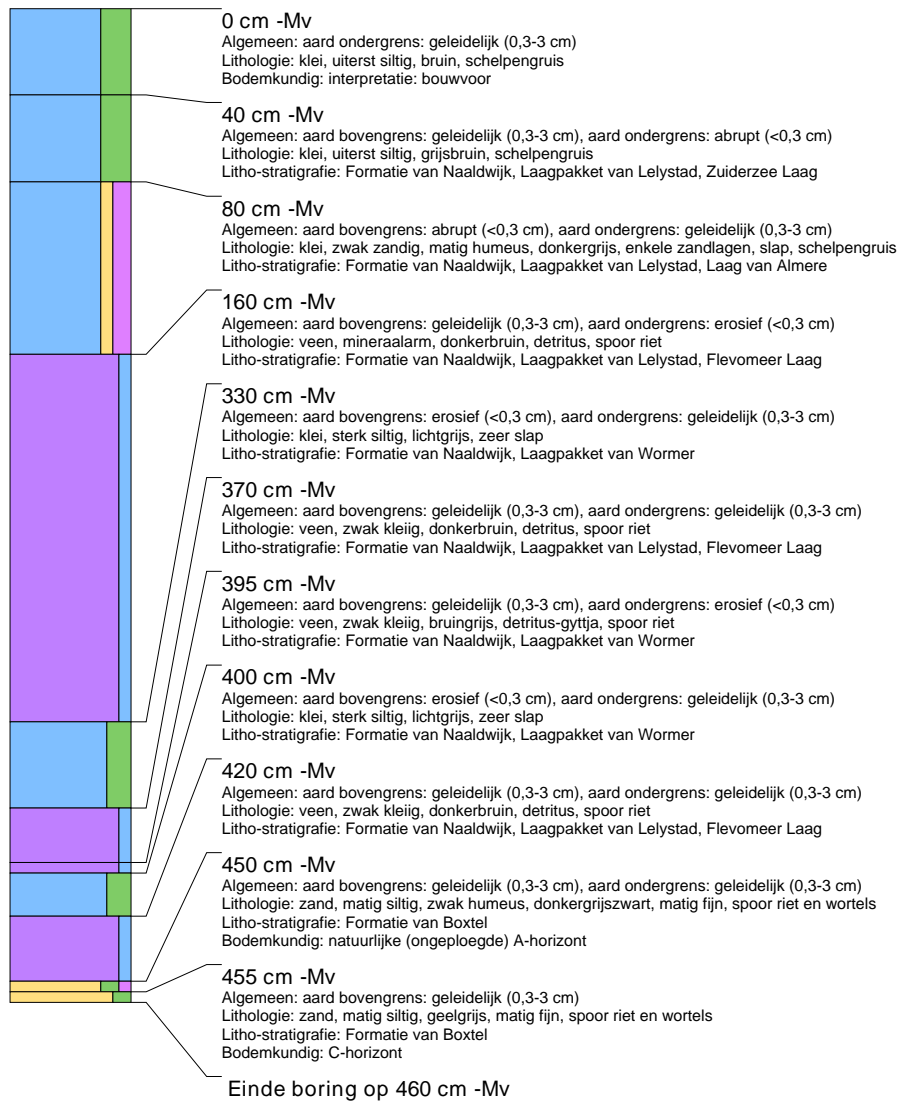 0 cm -Mv
Algemeen: aard ondergrens: geleidelijk (0,3-3 cm)
Lithologie: klei, uiterst siltig, bruin, schelpengruis
Bodemkundig: interpretatie: bouwvoor
40 cm -Mv
Algemeen: aard bovengrens: geleidelijk (0,3-3 cm), aard ondergrens: abrupt (<0,3 cm)
Lithologie: klei, uiterst siltig, grijsbruin, schelpengruis
Litho-stratigrafie: Formatie van Naaldwijk, Laagpakket van Lelystad, Zuiderzee Laag
80 cm -Mv
Algemeen: aard bovengrens: abrupt (<0,3 cm), aard ondergrens: geleidelijk (0,3-3 cm)
Lithologie: klei, zwak zandig, matig humeus, donkergrijs, enkele zandlagen, slap, schelpengruis
Litho-stratigrafie: Formatie van Naaldwijk, Laagpakket van Lelystad, Laag van Almere
160 cm -Mv
Algemeen: aard bovengrens: geleidelijk (0,3-3 cm), aard ondergrens: erosief (<0,3 cm)
Lithologie: veen, mineraalarm, donkerbruin, detritus, spoor riet
Litho-stratigrafie: Formatie van Naaldwijk, Laagpakket van Lelystad, Flevomeer Laag
330 cm -Mv
Algemeen: aard bovengrens: erosief (<0,3 cm), aard ondergrens: geleidelijk (0,3-3 cm)
Lithologie: klei, sterk siltig, lichtgrijs, zeer slap
Litho-stratigrafie: Formatie van Naaldwijk, Laagpakket van Wormer
370 cm -Mv
Algemeen: aard bovengrens: geleidelijk (0,3-3 cm), aard ondergrens: geleidelijk (0,3-3 cm)
Lithologie: veen, zwak kleiig, donkerbruin, detritus, spoor riet
Litho-stratigrafie: Formatie van Naaldwijk, Laagpakket van Lelystad, Flevomeer Laag
395 cm -Mv
Algemeen: aard bovengrens: geleidelijk (0,3-3 cm), aard ondergrens: erosief (<0,3 cm)
Lithologie: veen, zwak kleiig, bruingrijs, detritus-gyttja, spoor riet
Litho-stratigrafie: Formatie van Naaldwijk, Laagpakket van Wormer
400 cm -Mv
Algemeen: aard bovengrens: erosief (<0,3 cm), aard ondergrens: geleidelijk (0,3-3 cm)
Lithologie: klei, sterk siltig, lichtgrijs, zeer slap
Litho-stratigrafie: Formatie van Naaldwijk, Laagpakket van Wormer
420 cm -Mv
Algemeen: aard bovengrens: geleidelijk (0,3-3 cm), aard ondergrens: geleidelijk (0,3-3 cm)
Lithologie: veen, zwak kleiig, donkerbruin, detritus, spoor riet
Litho-stratigrafie: Formatie van Naaldwijk, Laagpakket van Lelystad, Flevomeer Laag
450 cm -Mv
Algemeen: aard bovengrens: geleidelijk (0,3-3 cm), aard ondergrens: geleidelijk (0,3-3 cm)
Lithologie: zand, matig siltig, zwak humeus, donkergrijszwart, matig fijn, spoor riet en wortels
Litho-stratigrafie: Formatie van Boxtel
Bodemkundig: natuurlijke (ongeploegde) A-horizont
455 cm -Mv
Algemeen: aard bovengrens: geleidelijk (0,3-3 cm)
Lithologie: zand, matig siltig, geelgrijs, matig fijn, spoor riet en wortels
Litho-stratigrafie: Formatie van Boxtel
Bodemkundig: C-horizont
Einde boring op 460 cm -Mv